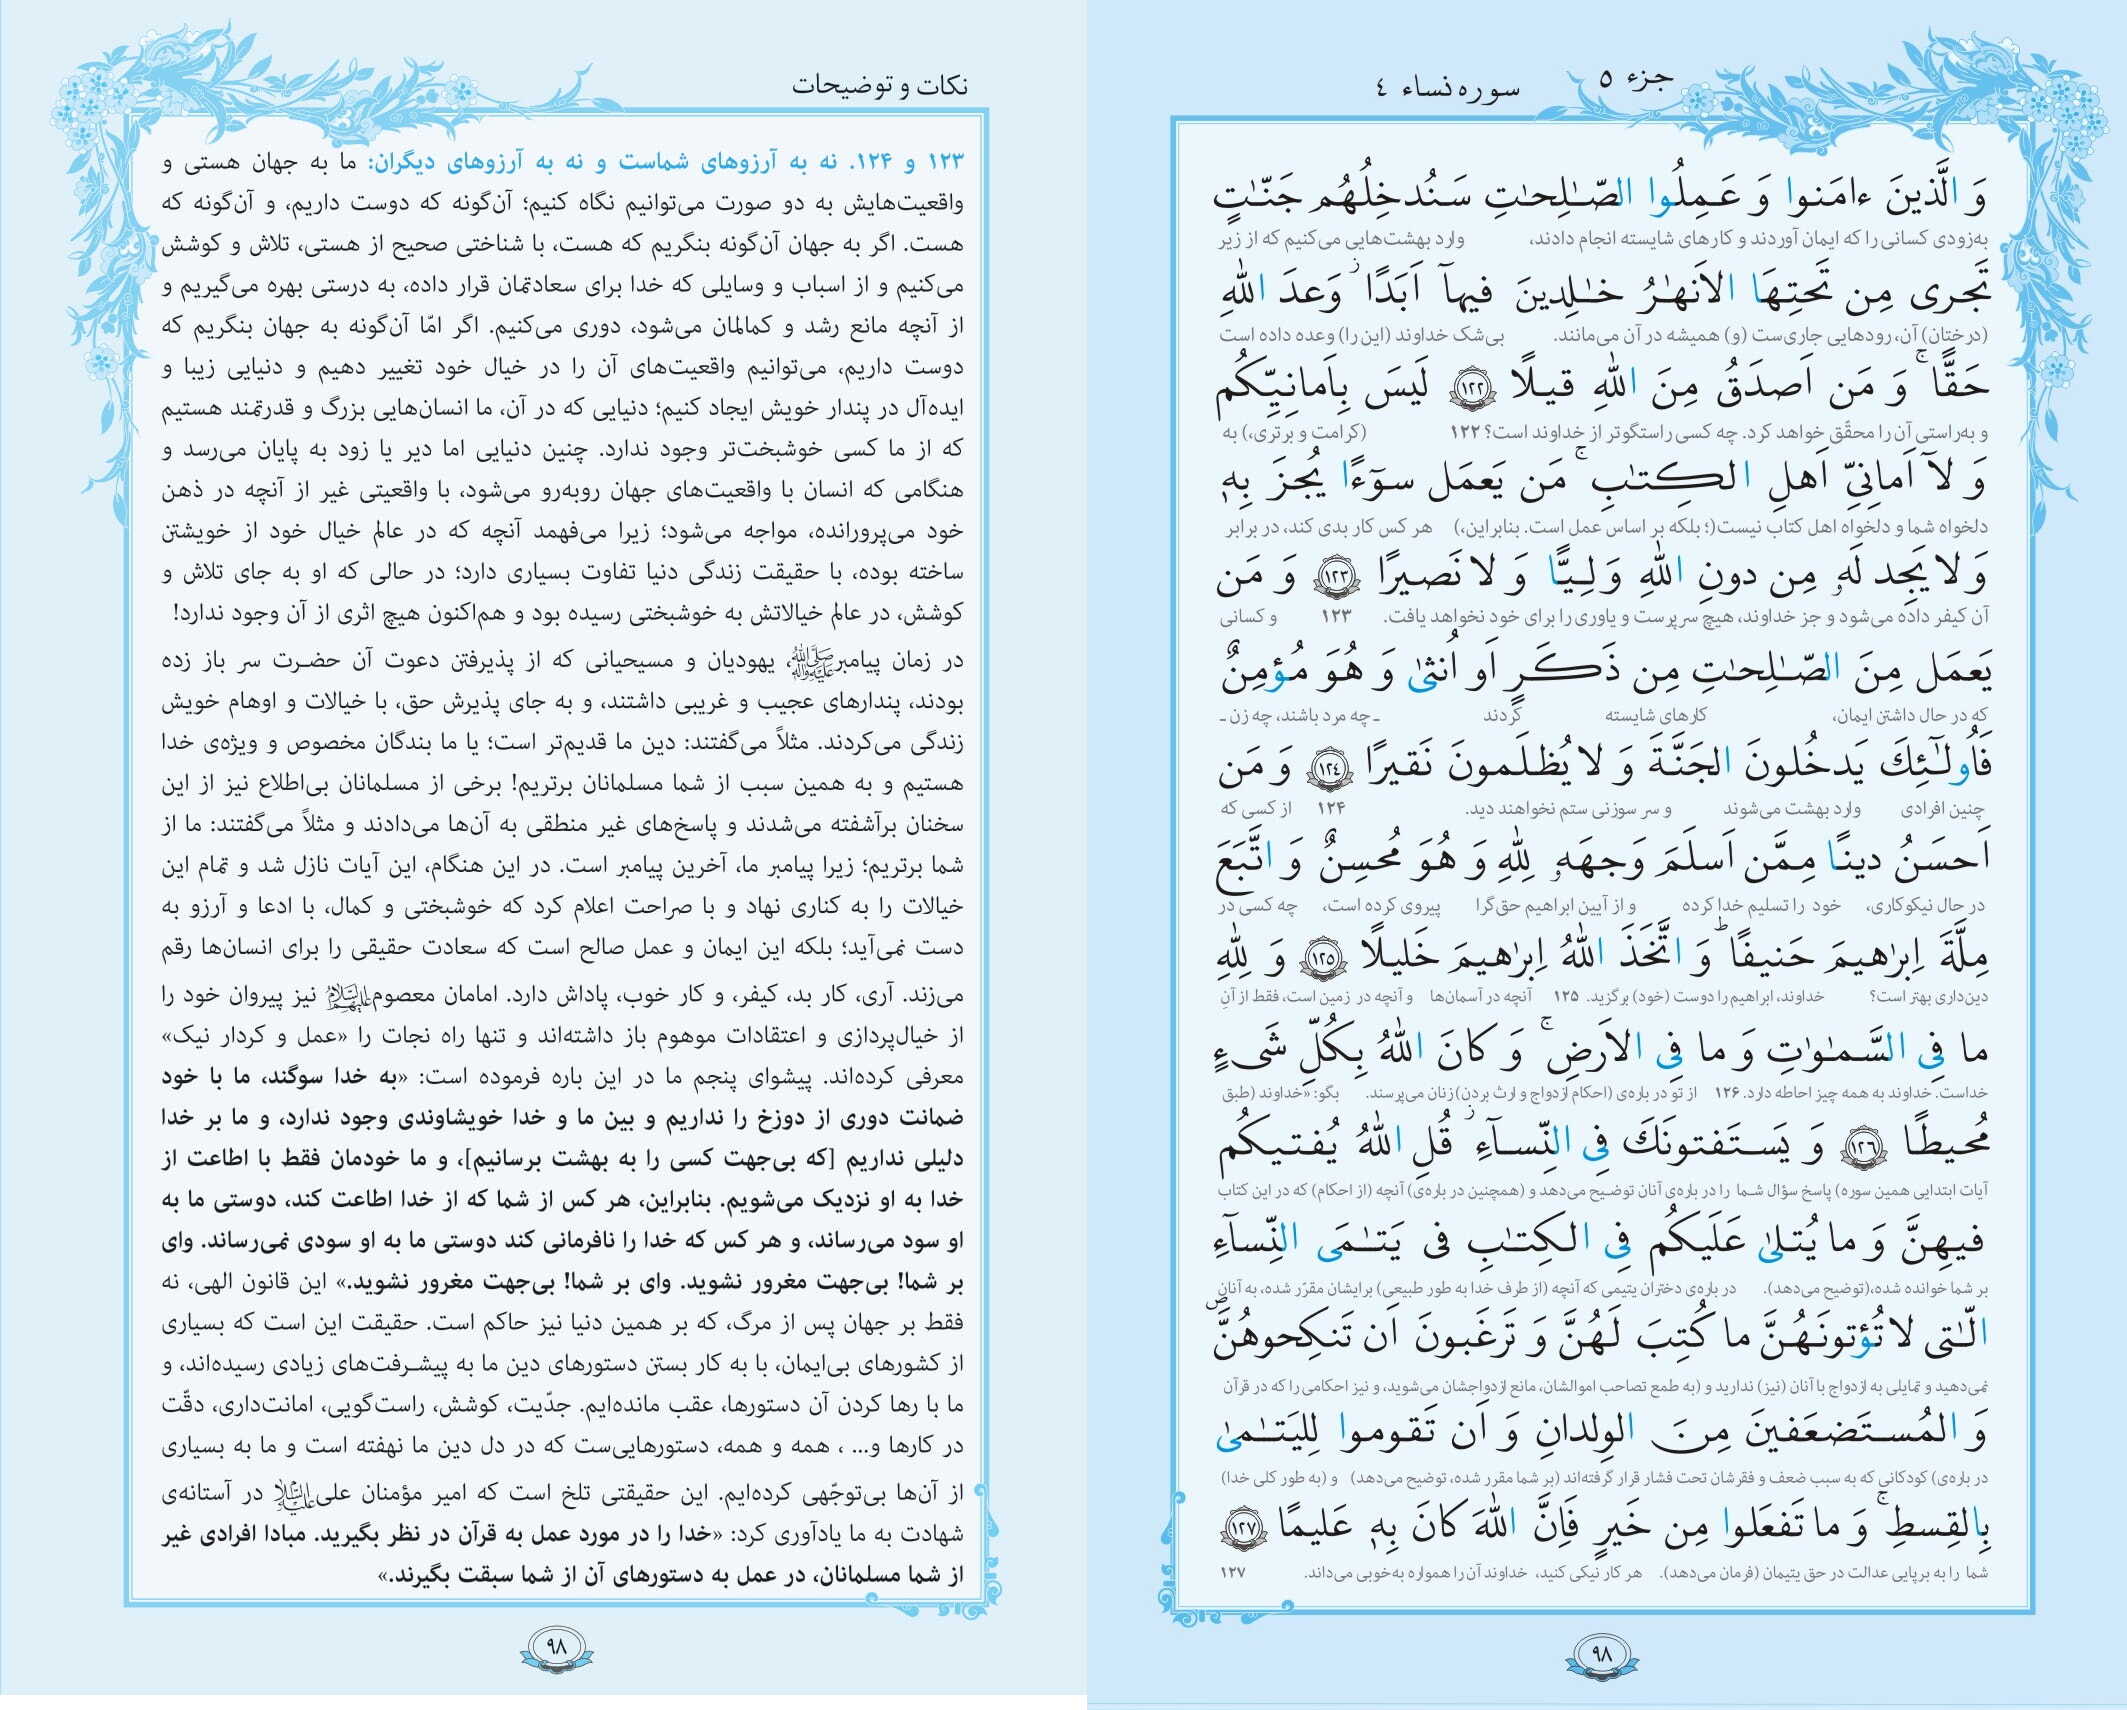 جزء ٥
سوره نساء ٤
وَ الَّذينَ ءامَنوا وَ عَمِلُوا الصّٰلِحٰتِ سَنُدخِلُهُم جَنّٰتٍ
به‌زودی کسانی را که ایمان آوردند و کارهای شایسته انجام دادند، وارد بهشت‌هایی می‌کنیم که از زیر
تَجری مِن تَحتِهَا الاَنهٰرُ خٰلِدینَ فیهآ اَبَدًا ۖ وَعدَ اللّٰهِ
(درختان) آن، رودهایی جاری‌ست (و) همیشه در آن می‌مانند. بی‌شک خداوند (این را) وعده داده است
حَقًّا ۚ وَ مَن اَصدَقُ مِنَ اللّٰهِ قیلًا ١٢٢ لَیسَ بِاَمانِیِّکُم
و به‌راستی آن را محقّق خواهد کرد. چه کسی راستگوتر از خداوند است؟ ۱۲۲ (کرامت و برتری،) به
وَ لآ اَمانِیِّ اَهلِ الکِتٰبِ ۚ مَن یَعمَل سوٓءًا یُجزَ بِهٖ
دلخواه شما و دلخواه اهل کتاب نیست(؛ بلکه بر اساس عمل است. بنابراین،) هر کس کار بدی کند، در برابر
وَ لا یَجِد لَهٗ مِن دونِ اللّٰهِ وَلِیًّا وَ لا نَصیرًا ١٢٣ وَ مَن
آن کیفر داده می‌شود و جز خداوند، هیچ سرپرست و یاوری را برای خود نخواهد یافت. ۱۲۳ و کسانی
یَعمَل مِنَ الصّٰلِحٰتِ مِن ذَکَرٍ اَو اُنثیٰ وَ هُوَ مُؤمِنٌ
که در حال داشتن ایمان، کارهای شایسته کردند ـ چه مرد باشند، چه زن ـ
فَاُولٰٓئِكَ یَدخُلونَ الجَنَّةَ وَ لا یُظلَمونَ نَقیرًا ١٢٤ وَ مَن
چنین افرادی وارد بهشت می‌شوند و سر سوزنی ستم نخواهند دید. ۱۲۴ از کسی که
اَحسَنُ دینًا مِمَّن اَسلَمَ وَجهَهٗ لِلّٰهِ وَ هُوَ مُحسِنٌ وَ اتَّبَعَ
در حال نیکوکاری، خود را تسلیم خدا کرده و از آیین ابراهیم حق‌گرا پیروی کرده است، چه کسی در
مِلَّةَ اِبرٰهیمَ حَنیفًا ۗ وَ اتَّخَذَ اللّٰهُ اِبرٰهیمَ خَلیلًا ١٢٥ وَ لِلّٰهِ
دین‌داری بهتر است؟ خداوند، ابراهیم را دوست (خود) برگزید. ۱۲۵ آنچه در آسمان‌ها و آنچه در زمین است، فقط از آنِ
ما فِی السَّمٰوٰتِ وَ ما فِی الاَرضِ ۚ وَ کانَ اللّٰهُ بِکُلِّ شَیءٍ
خداست. خداوند به همه چیز احاطه دارد. ۱۲۶ از تو در باره‌ی (احکام ازدواج و ارث بردن) زنان می‌پرسند. بگو: «خداوند (طبق
مُحیطًا ١٢٦ وَ یَستَفتونَكَ فِی النِّسآءِ ۖ قُلِ اللّٰهُ یُفتیکُم
آیات ابتدایی همین سوره) پاسخ سؤال شما را در باره‌ی آنان توضیح می‌دهد و (همچنین در باره‌ی) آنچه (از احکام) که در این کتاب
فیهِنَّ وَ ما یُتلیٰ عَلَیکُم فِی الکِتٰبِ فی یَتٰمَی النِّسآءِ
بر شما خوانده شده،(توضیح می‌دهد). در باره‌ی دختران یتیمی که آنچه (از طرف خدا به طور طبیعی) برایشان مقرّر شده، به آنان
الّٰتی لا تُؤتونَهُنَّ ما کُتِبَ لَهُنَّ وَ تَرغَبونَ اَن تَنکِحوهُنَّ
نمی‌دهید و تمایلی به ازدواج با آنان (نیز) ندارید و (به طمع تصاحب اموالشان، مانع ازدواجشان می‌شوید، و نیز احکامی را که در قرآن
وَ المُستَضعَفینَ مِنَ الوِلدانِ وَ اَن تَقوموا لِلیَتٰمیٰ
در باره‌ی) کودکانی که به سبب ضعف و فقرشان تحت فشار قرار گرفته‌اند (بر شما مقرر شده، توضیح می‌دهد) و (به طور کلی خدا)
بِالقِسطِ ۚ وَ ما تَفعَلوا مِن خَیرٍ فَاِنَّ اللّٰهَ کانَ بِهٖ عَلیمًا ١٢٧
شما را به برپایی عدالت در حق یتیمان (فرمان می‌دهد). هر کار نیکی کنید، خداوند آن را همواره به‌خوبی می‌داند. ۱۲۷
۹۸
نکات و توضیحات
۱۲۳ و ۱۲۴. نه به آرزوهای شماست و نه به آرزوهای دیگران: ما به جهان هستی و
واقعیت‌هایش به دو صورت می‌توانیم نگاه کنیم؛ آن‌گونه که دوست داریم، و آن‌گونه که
هست. اگر به جهان آن‌گونه بنگریم که هست، با شناختی صحیح از هستی، تلاش و کوشش
می‌کنیم و از اسباب و وسایلی که خدا برای سعادتمان قرار داده، به درستی بهره می‌گیریم و
از آنچه مانع رشد و کمالمان می‌شود، دوری می‌کنیم. اگر امّا آن‌گونه به جهان بنگریم که
دوست داریم، می‌توانیم واقعیت‌های آن را در خیال خود تغییر دهیم و دنیایی زیبا و
ایده‌آل در پندار خویش ایجاد کنیم؛ دنیایی که در آن، ما انسان‌هایی بزرگ و قدرتمند هستیم
که از ما کسی خوشبخت‌تر وجود ندارد. چنین دنیایی اما دیر یا زود به پایان می‌رسد و
هنگامی که انسان با واقعیت‌های جهان روبه‌رو می‌شود، با واقعیتی غیر از آنچه در ذهن
خود می‌پرورانده، مواجه می‌شود؛ زیرا می‌فهمد آنچه که در عالم خیال خود از خویشتن
ساخته بوده، با حقیقت زندگی دنیا تفاوت بسیاری دارد؛ در حالی که او به جای تلاش و
کوشش، در عالم خیالاتش به خوشبختی رسیده بود و هم‌اکنون هیچ اثری از آن وجود ندارد!
در زمان پیامبر صلی‌الله‌علیه‌وآله، یهودیان و مسیحیانی که از پذیرفتن دعوت آن حضرت سر باز زده
بودند، پندارهای عجیب و غریبی داشتند، و به جای پذیرش حق، با خیالات و اوهام خویش
زندگی می‌کردند. مثلاً می‌گفتند: دین ما قدیم‌تر است؛ یا ما بندگان مخصوص و ویژه‌ی خدا
هستیم و به همین سبب از شما مسلمانان برتریم! برخی از مسلمانان بی‌اطلاع نیز از این
سخنان برآشفته می‌شدند و پاسخ‌های غیر منطقی به آن‌ها می‌دادند و مثلاً می‌گفتند: ما از
شما برتریم؛ زیرا پیامبر ما، آخرین پیامبر است. در این هنگام، این آیات نازل شد و تمام این
خیالات را به کناری نهاد و با صراحت اعلام کرد که خوشبختی و کمال، با ادعا و آرزو به
دست نمی‌آید؛ بلکه این ایمان و عمل صالح است که سعادت حقیقی را برای انسان‌ها رقم
می‌زند. آری، کار بد، کیفر، و کار خوب، پاداش دارد. امامان معصوم علیهم‌السلام نیز پیروان خود را
از خیال‌پردازی و اعتقادات موهوم باز داشته‌اند و تنها راه نجات را «عمل و کردار نیک»
معرفی کرده‌اند. پیشوای پنجم ما در این باره فرموده است: «به خدا سوگند، ما با خود
ضمانت دوری از دوزخ را نداریم و بین ما و خدا خویشاوندی وجود ندارد، و ما بر خدا
دلیلی نداریم [که بی‌جهت کسی را به بهشت برسانیم]، و ما خودمان فقط با اطاعت از
خدا به او نزدیک می‌شویم. بنابراین، هر کس از شما که از خدا اطاعت کند، دوستی ما به
او سود می‌رساند، و هر کس که خدا را نافرمانی کند دوستی ما به او سودی نمی‌رساند. وای
بر شما! بی‌جهت مغرور نشوید. وای بر شما! بی‌جهت مغرور نشوید.» این قانون الهی، نه
فقط بر جهان پس از مرگ، که بر همین دنیا نیز حاکم است. حقیقت این است که بسیاری
از کشورهای بی‌ایمان، با به کار بستن دستورهای دین ما به پیشرفت‌های زیادی رسیده‌اند، و
ما با رها کردن آن دستورها، عقب مانده‌ایم. جدّیت، کوشش، راست‌گویی، امانت‌داری، دقّت
در کارها و... ، همه و همه، دستورهایی‌ست که در دل دین ما نهفته است و ما به بسیاری
از آن‌ها بی‌توجّهی کرده‌ایم. این حقیقتی تلخ است که امیر مؤمنان علی علیه‌السلام در آستانه‌ی
شهادت به ما یادآوری کرد: «خدا را در مورد عمل به قرآن در نظر بگیرید. مبادا افرادی غیر
از شما مسلمانان، در عمل به دستورهای آن از شما سبقت بگیرند.»
۹۸